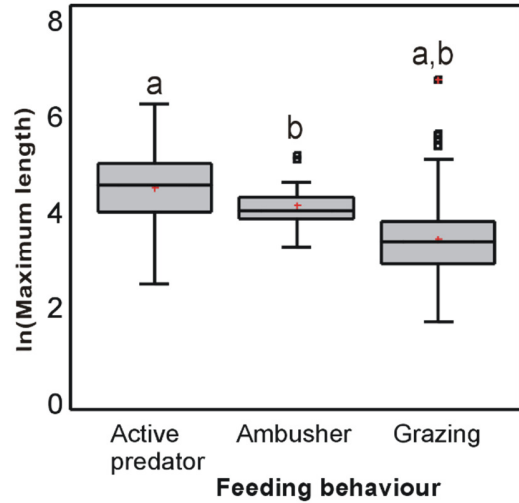 ln(Maximum length)
8
6
4
2
0
a
b
a,b
Active
predator
Ambusher
Grazing
Feeding behaviour